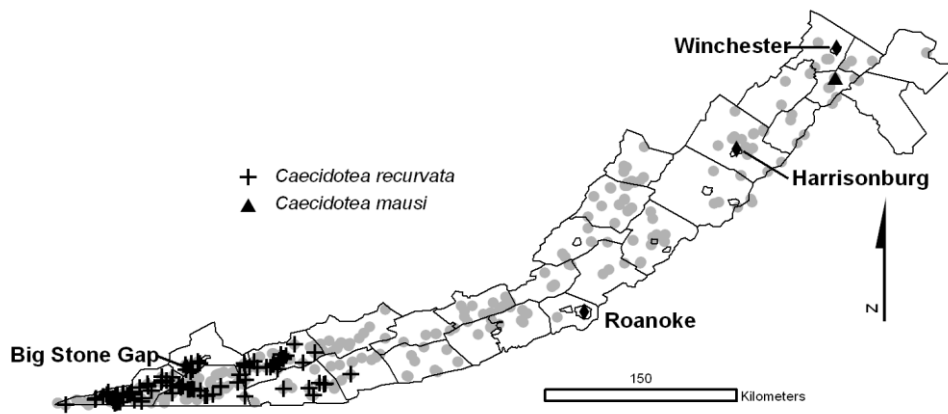 Winchester
Caecidotea recurvata
Caecidotea mausi
Harrisonburg
N
Roanoke
Big Stone Gap
150
Kilometers